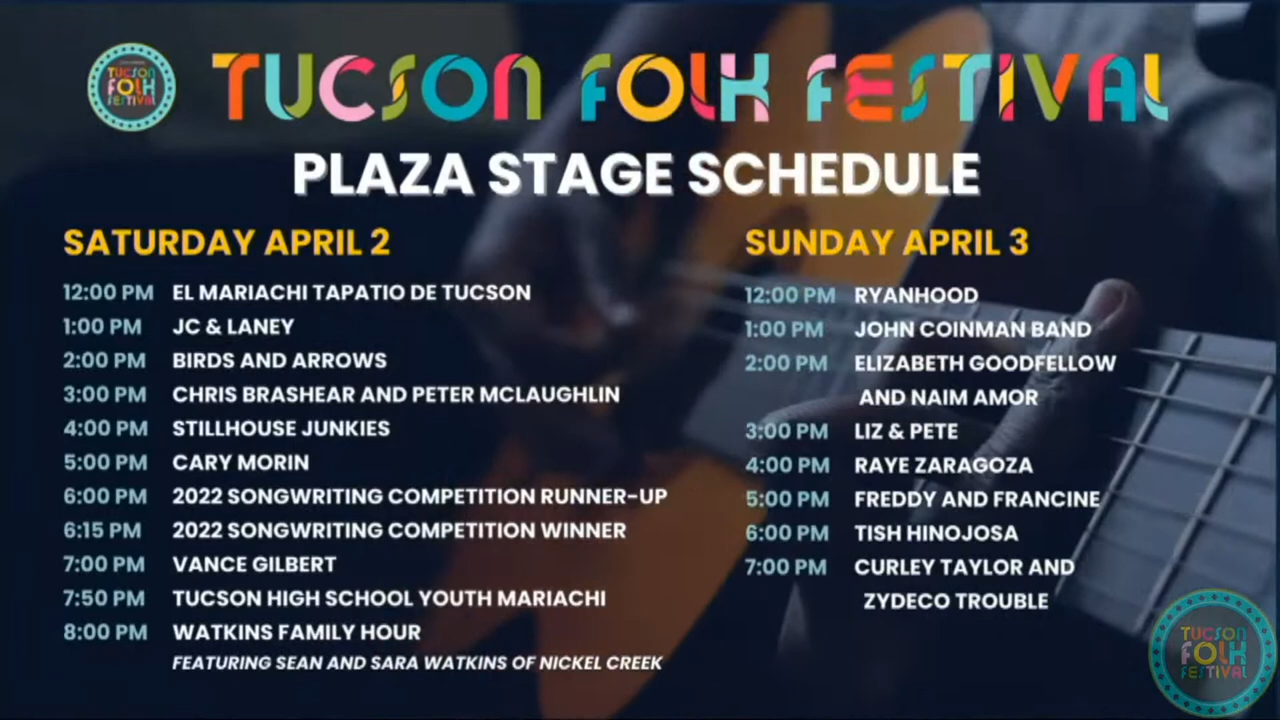 TUCSON FOLK FESTIVAL
TUCSON
FOLK
FESTIVAL
PLAZA STAGE SCHEDULE
SATURDAY APRIL 2
12:00 PM EL MARIACHI TAPATIO DE TUCSON
1:00 PM JC & LANEY
2:00 PM BIRDS AND ARROWS
3:00 PM CHRIS BRASHEAR AND PETER MCLAUGHLIN
4:00 PM STILLHOUSE JUNKIES
5:00 PM CARY MORIN
6:00 PM 2022 SONGWRITING COMPETITION RUNNER-UP
6:15 PM 2022 SONGWRITING COMPETITION WINNER
7:00 PM VANCE GILBERT
7:50 PM TUCSON HIGH SCHOOL YOUTH MARIACHI
8:00 PM WATKINS FAMILY HOUR
FEATURING SEAN AND SARA WATKINS OF NICKEL CREEK
SUNDAY APRIL 3
12:00 PM RYANHOOD
1:00 PM JOHN COINMAN BAND
2:00 PM ELIZABETH GOODFELLOW
AND NAIM AMOR
3:00 PM LIZ & PETE
4:00 PM RAYE ZARAGOZA
5:00 PM FREDDY AND FRANCINE
6:00 PM TISH HINOJOSA
7:00 PM CURLEY TAYLOR AND
ZYDECO TROUBLE
TUCSON
FOLK
FESTIVAL